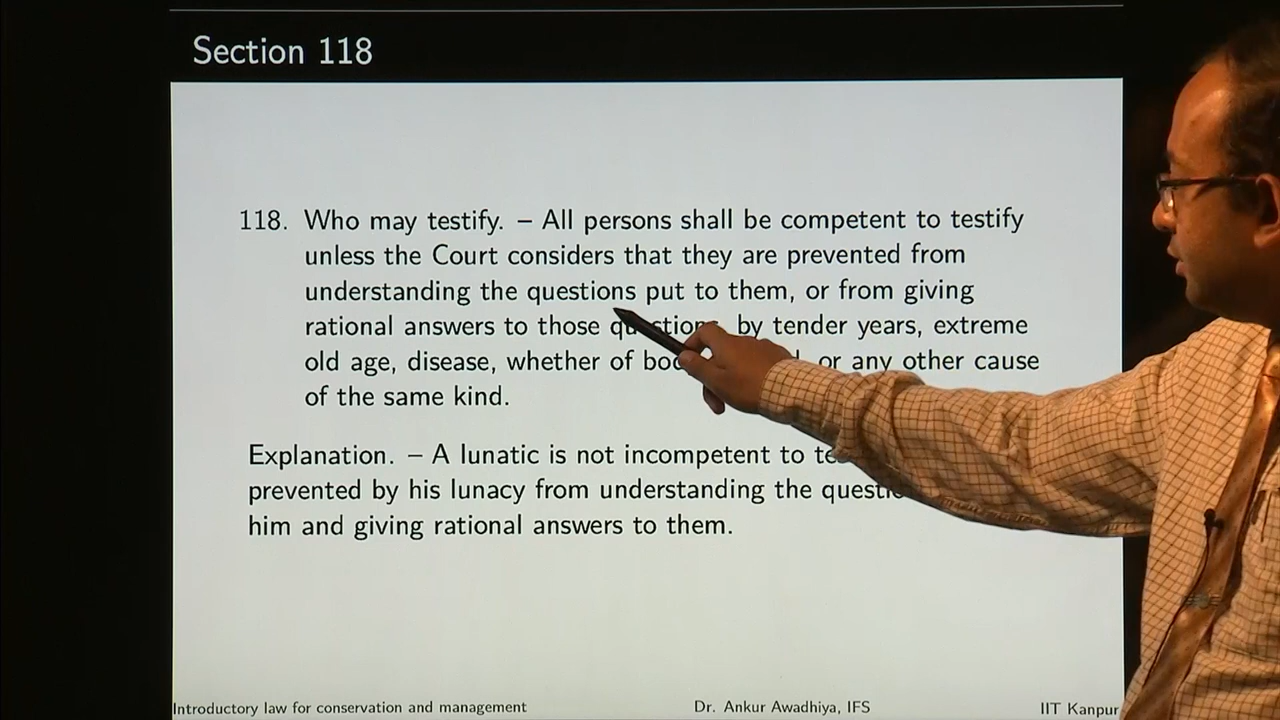 Section 118
118. Who may testify. – All persons shall be competent to testify
unless the Court considers that they are prevented from
understanding the questions put to them, or from giving
rational answers to those questions, by tender years, extreme
old age, disease, whether of or any other cause
of the same kind.
Explanation. – A lunatic is not incompetent to
prevented by his lunacy from understanding the
him and giving rational answers to them.
Introductory law for conservation and management Dr. Ankur Awadhiya, IFS IIT Kanpur